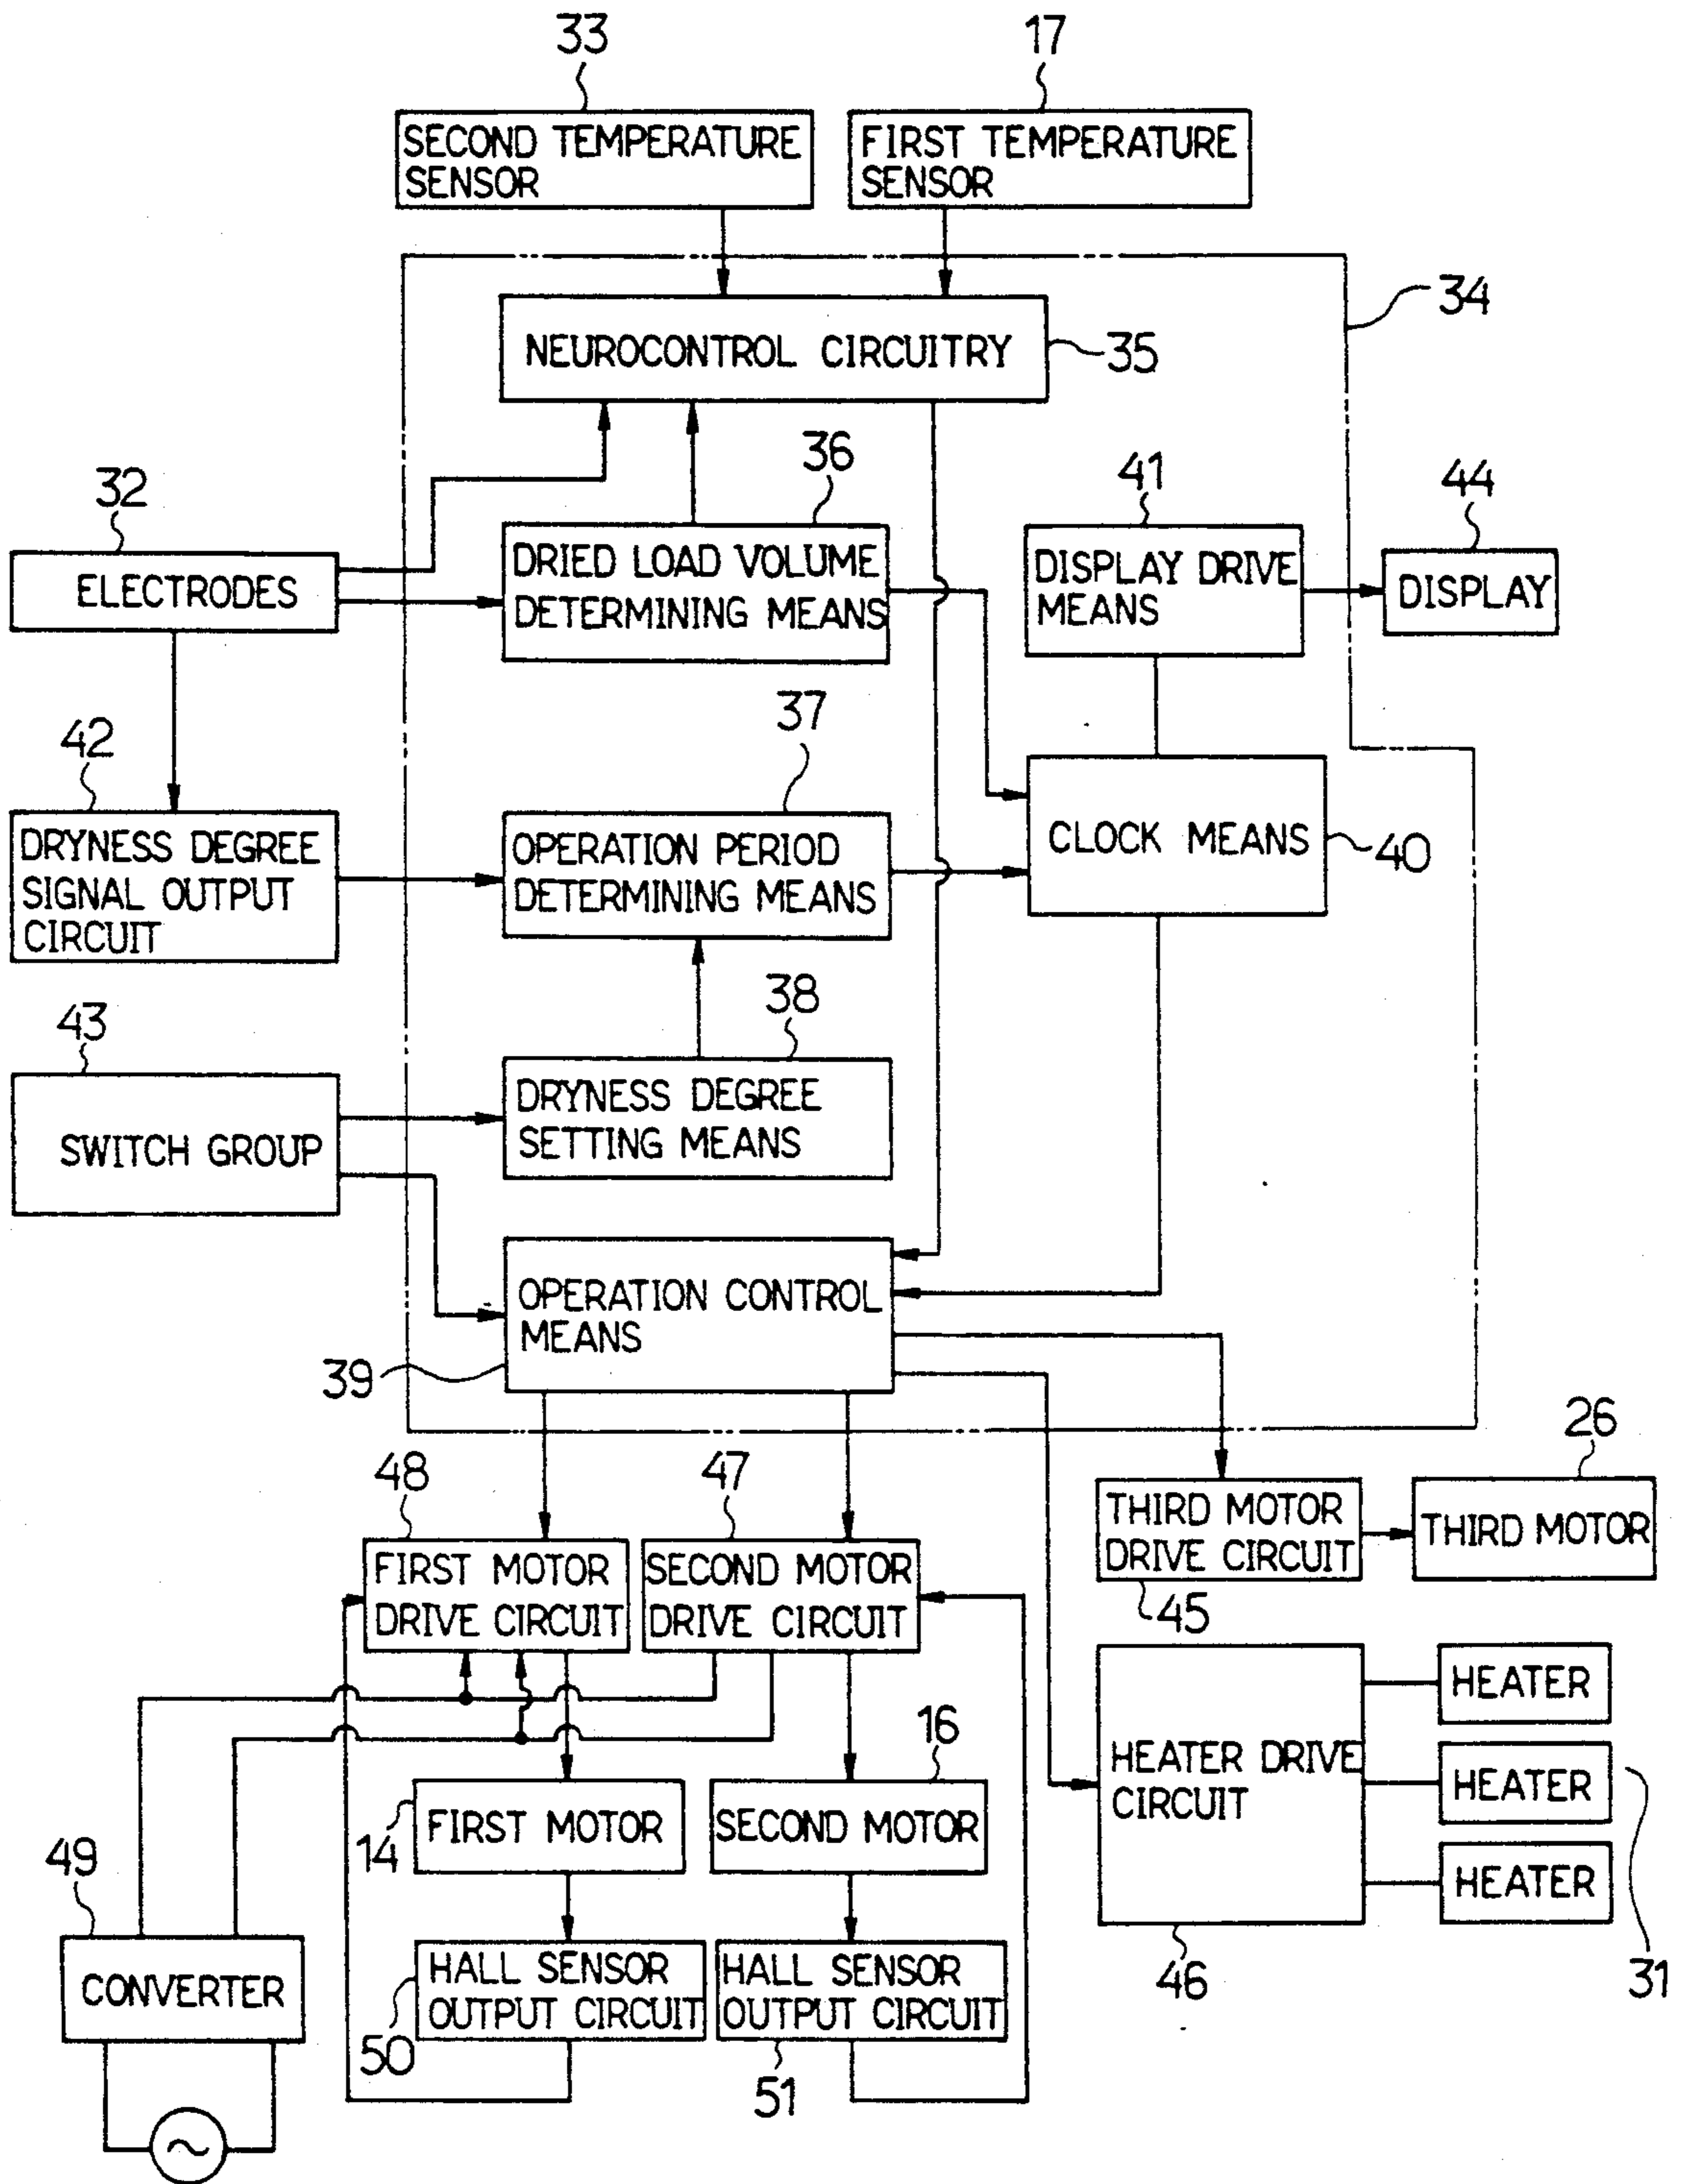 33
17
SECOND TEMPERATURE
SENSOR
FIRST TEMPERATURE
SENSOR
34
NEUROCONTROL CIRCUITRY
35
36
41
44
32
ELECTRODES
DRIED LOAD VOLUME
DETERMINING MEANS
DISPLAY DRIVE
MEANS
DISPLAY
37
42
DRYNESS DEGREE
SIGNAL OUTPUT
CIRCUIT
OPERATION PERIOD
DETERMINING MEANS
CLOCK MEANS
40
38
43
SWITCH GROUP
DRYNESS DEGREE
SETTING MEANS
OPERATION CONTROL
MEANS
39
26
48
47
THIRD MOTOR
DRIVE CIRCUIT
THIRD MOTOR
45
FIRST MOTOR
DRIVE CIRCUIT
SECOND MOTOR
DRIVE CIRCUIT
HEATER
16
HEATER DRIVE
CIRCUIT
HEATER
14
FIRST MOTOR
SECOND MOTOR
49
HEATER
31
46
CONVERTER
HALL SENSOR
OUTPUT CIRCUIT
HALL SENSOR
OUTPUT CIRCUIT
50
51
~